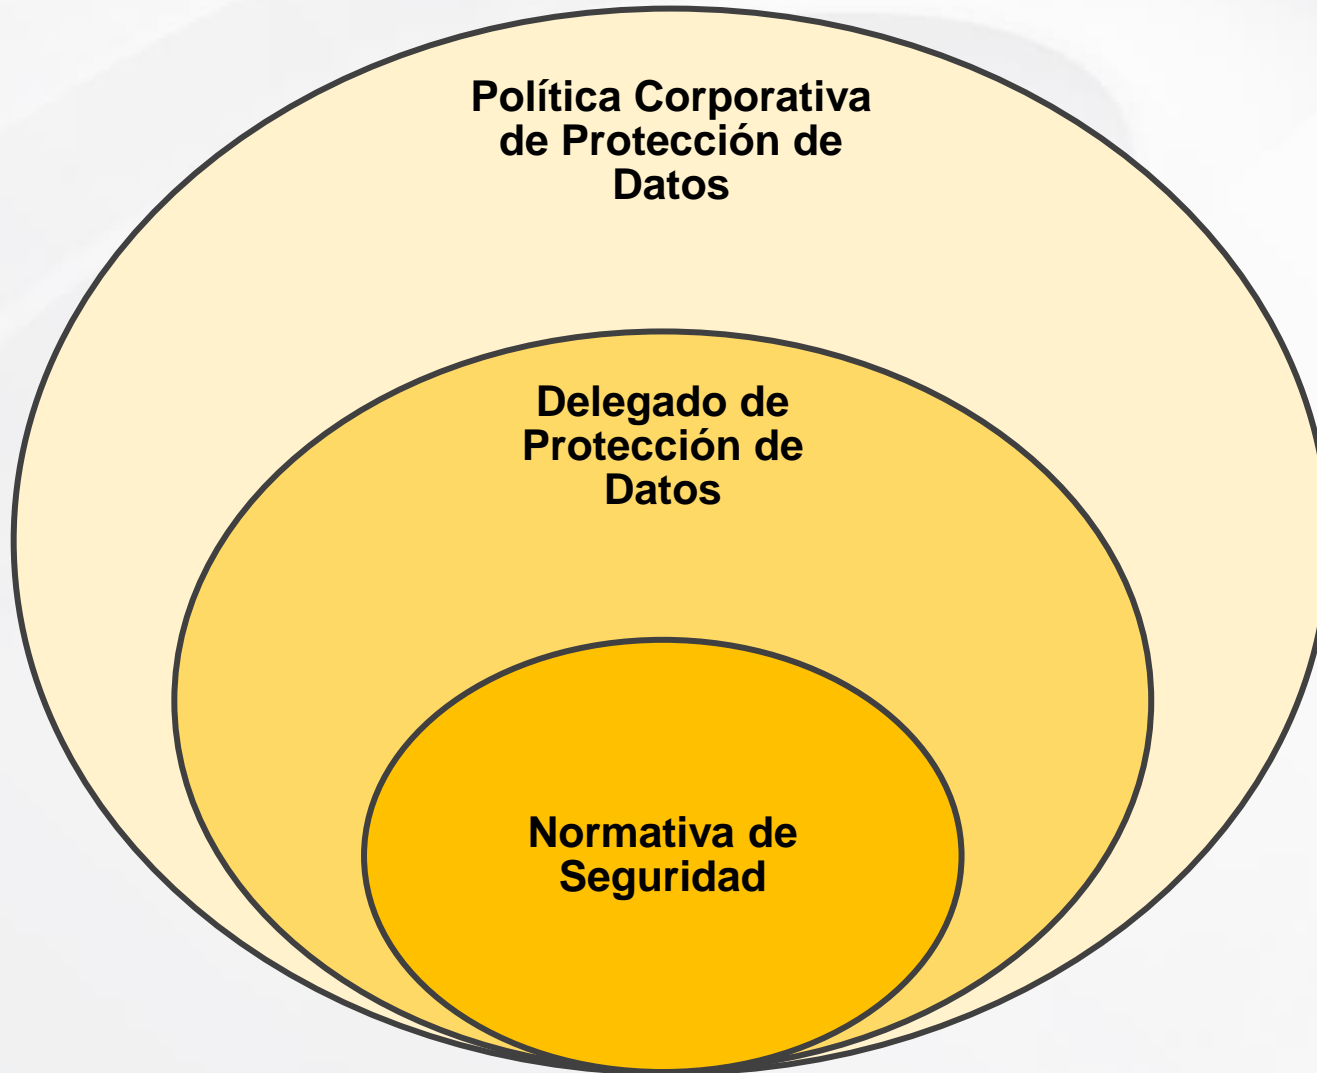 Política Corporativa
de Protección de
Datos
Delegado de
Protección de
Datos
Normativa de
Seguridad